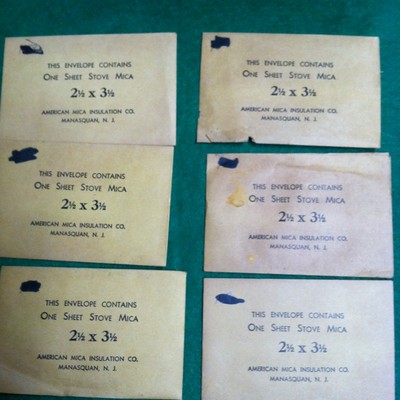 THIS ENVELOPE CONTAINS
ONE SHEET STOVE MICA
2½ x 3½
AMERICAN MICA INSULATION CO.
MANASQUAN, N. J.
THIS ENVELOPE CONTAINS
ONE SHEET STOVE MICA
2½ x 3½
AMERICAN MICA INSULATION CO.
MANASQUAN, N. J.
THIS ENVELOPE CONTAINS
ONE SHEET STOVE MICA
2½ x 3½
AMERICAN MICA INSULATION CO.
MANASQUAN, N. J.
THIS ENVELOPE CONTAINS
ONE SHEET STOVE MICA
2½ x 3½
AMERICAN MICA INSULATION CO.
MANASQUAN, N. J.
THIS ENVELOPE CONTAINS
ONE SHEET STOVE MICA
2½ x 3½
AMERICAN MICA INSULATION CO.
MANASQUAN, N. J.
THIS ENVELOPE CONTAINS
ONE SHEET STOVE MICA
2½ x 3½
AMERICAN MICA INSULATION CO.
MANASQUAN, N. J.